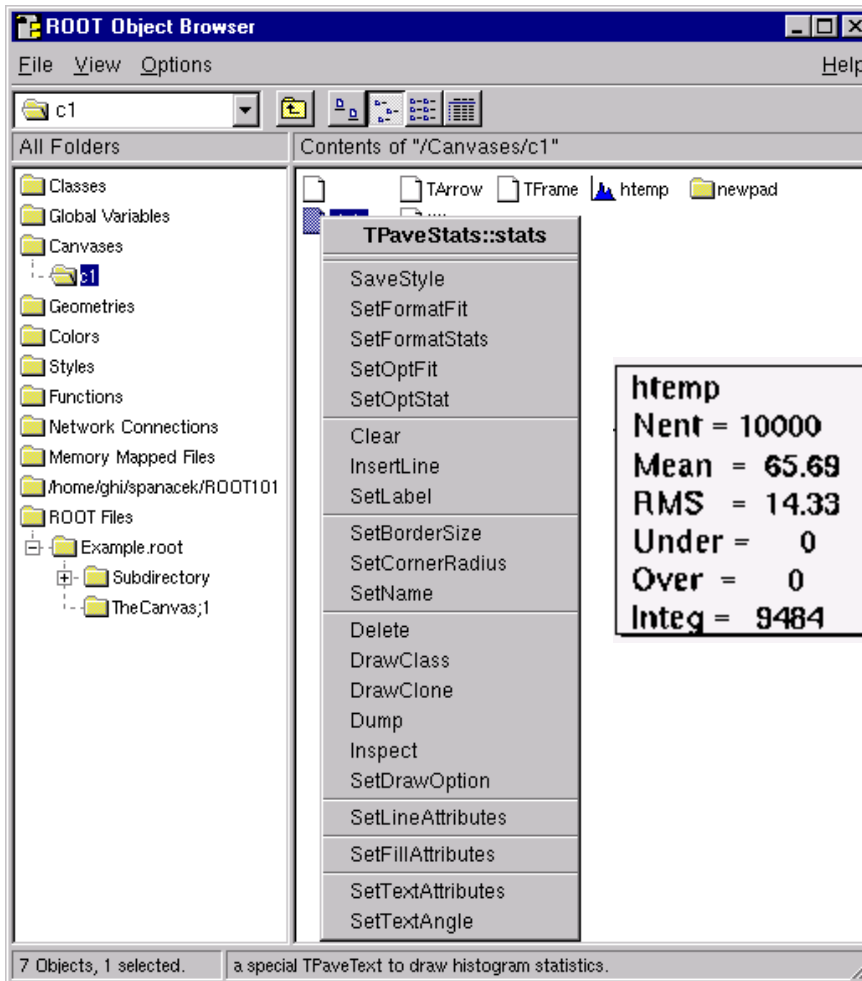 ROOT Object Browser
File View Options Help
c1
All Folders
Contents of "/Canvases/c1"
Classes
Global Variables
Canvases
c1
Geometries
Colors
Styles
Functions
Network Connections
Memory Mapped Files
/home/ghi/spanacek/ROOT101
ROOT Files
Example.root
Subdirectory
TheCanvas;1
TArrow TFrame htemp newpad
TPaveStats::stats
SaveStyle
SetFormatFit
SetFormatStats
SetOptFit
SetOptStat
Clear
InsertLine
SetLabel
SetBorderSize
SetCornerRadius
SetName
Delete
DrawClass
DrawClone
Dump
Inspect
SetDrawOption
SetLineAttributes
SetFillAttributes
SetTextAttributes
SetTextAngle
htemp
Nent = 10000
Mean = 65.69
RMS = 14.33
Under = 0
Over = 0
Integ = 9484
7 Objects, 1 selected.
a special TPaveText to draw histogram statistics.